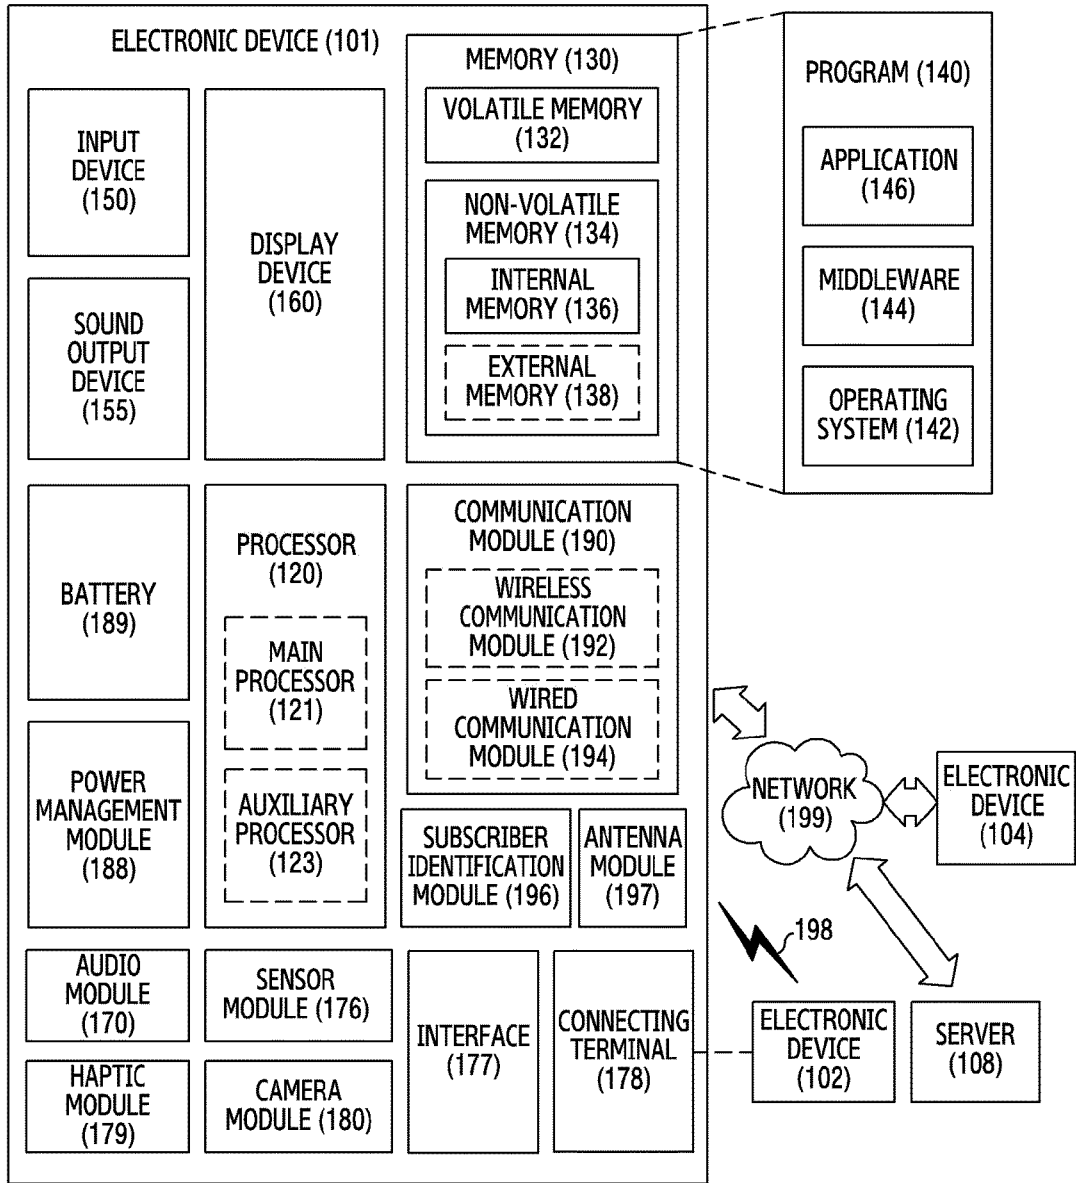 ELECTRONIC DEVICE (101)
INPUT
DEVICE
(150)
SOUND
OUTPUT
DEVICE
(155)
DISPLAY
DEVICE
(160)
MEMORY (130)
VOLATILE MEMORY
(132)
NON-VOLATILE
MEMORY (134)
INTERNAL
MEMORY (136)
EXTERNAL
MEMORY (138)
PROGRAM (140)
APPLICATION
(146)
MIDDLEWARE
(144)
OPERATING
SYSTEM (142)
BATTERY
(189)
POWER
MANAGEMENT
MODULE
(188)
PROCESSOR
(120)
MAIN
PROCESSOR
(121)
AUXILIARY
PROCESSOR
(123)
COMMUNICATION
MODULE (190)
WIRELESS
COMMUNICATION
MODULE (192)
WIRED
COMMUNICATION
MODULE (194)
SUBSCRIBER
IDENTIFICATION
MODULE (196)
ANTENNA
MODULE
(197)
NETWORK
(199)
ELECTRONIC
DEVICE
(104)
198
AUDIO
MODULE
(170)
HAPTIC
MODULE
(179)
SENSOR
MODULE (176)
CAMERA
MODULE (180)
INTERFACE
(177)
CONNECTING
TERMINAL
(178)
ELECTRONIC
DEVICE
(102)
SERVER
(108)